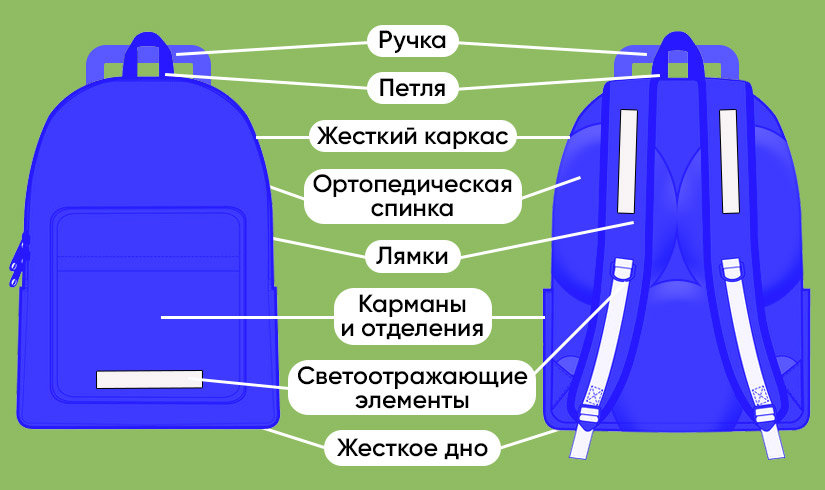 Ручка
Петля
Жесткий каркас
Ортопедическая
спинка
Лямки
Карманы
и отделения
Светоотражающие
элементы
Жесткое дно